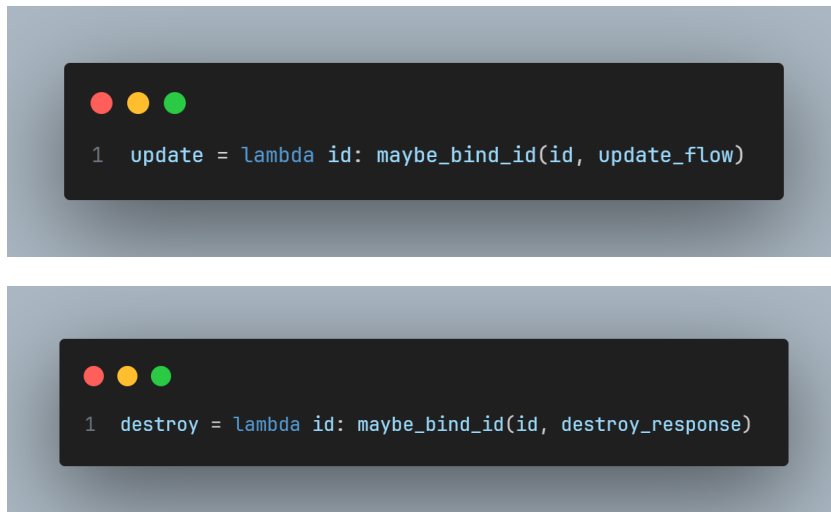 1 update = lambda id: maybe_bind_id(id, update_flow)
1 destroy = lambda id: maybe_bind_id(id, destroy_response)